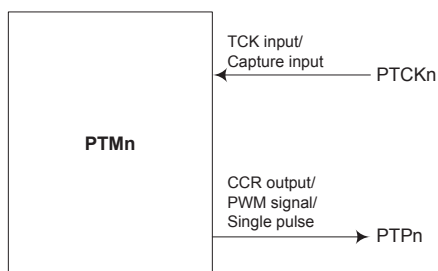 TCK input/
Capture input
PTCKn
PTMn
CCR output/
PWM signal/
Single pulse
PTPn